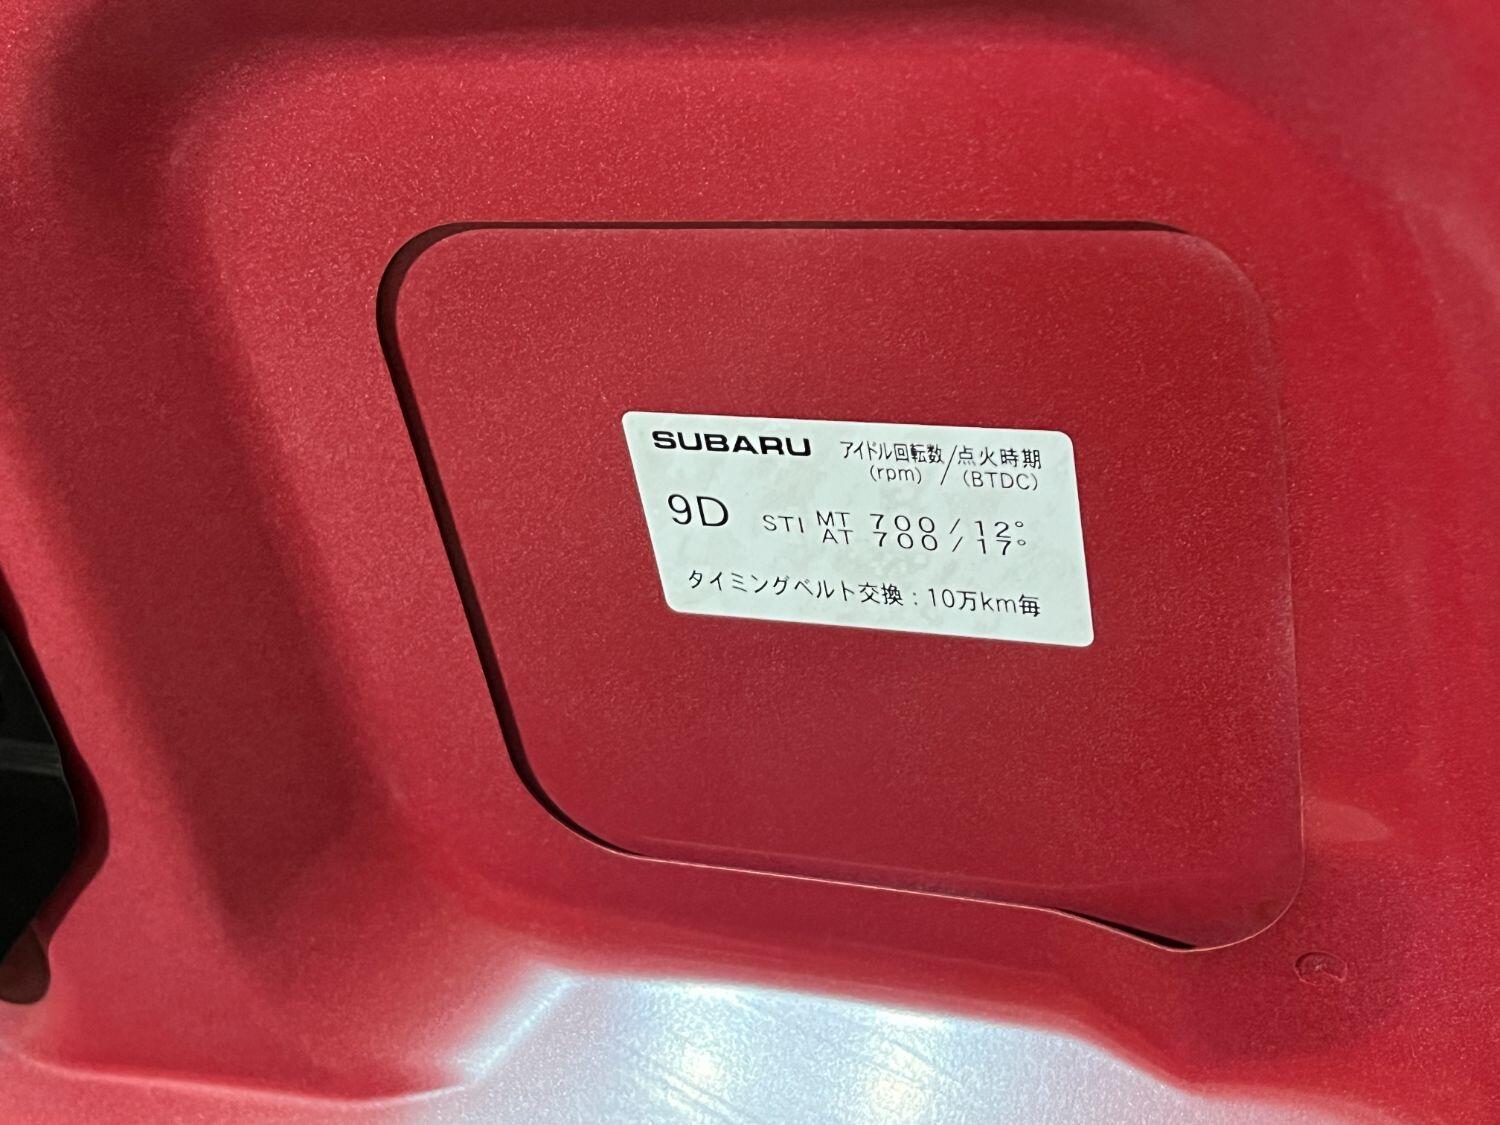 SUBARU アイドル回転数/点火時期
(rpm) / (BTDC)
9D STI MT 700/12°
AT 700/17°
タイミングベルト交換:10万km毎